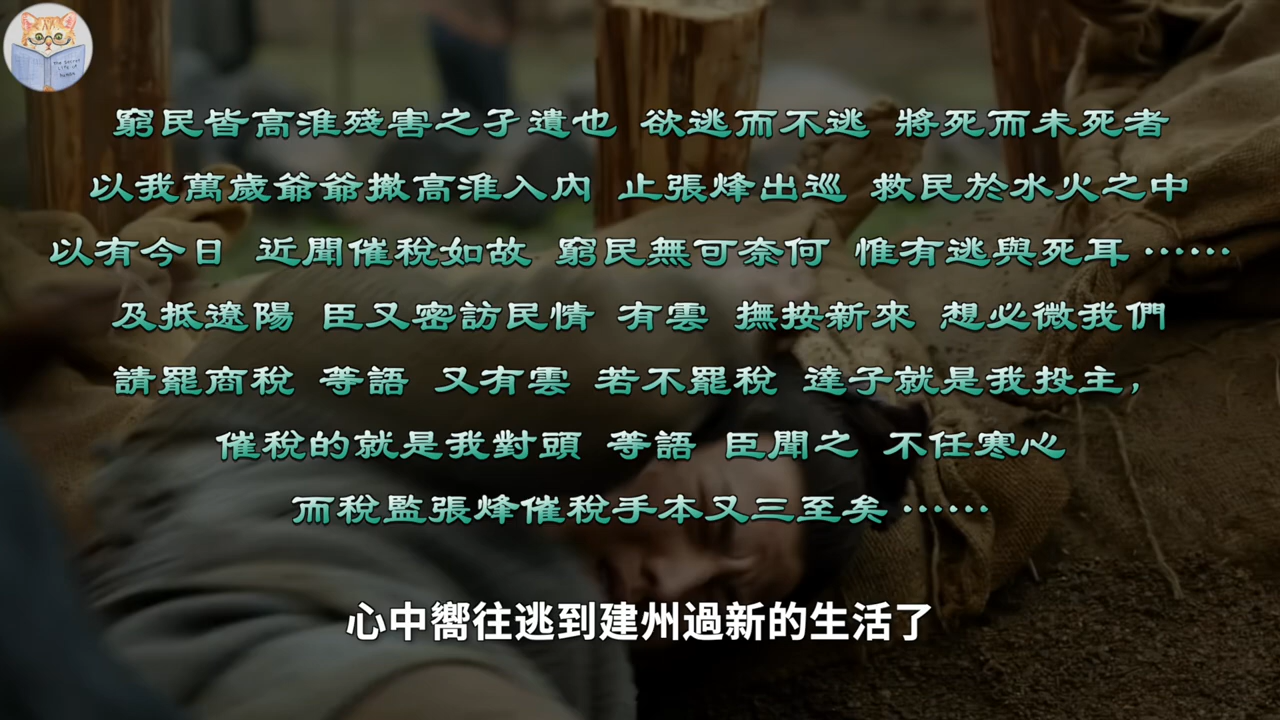 窮民皆高淮殘害之孑遺也 欲逃而不逃 將死而未死者
以我萬歲爺爺撤高淮入內 止張烽出巡 救民於水火之中
以有今日 近聞催稅如故 窮民無可奈何 惟有逃與死耳……
及抵遼陽 臣又密訪民情 有雲 撫按新來 想必微我們
請罷商稅 等語 又有雲 若不罷稅 達子就是我投主，
催稅的就是我對頭 等語 臣聞之 不任寒心
而稅監張烽催稅手本又三至矣……
心中嚮往逃到建州過新的生活了